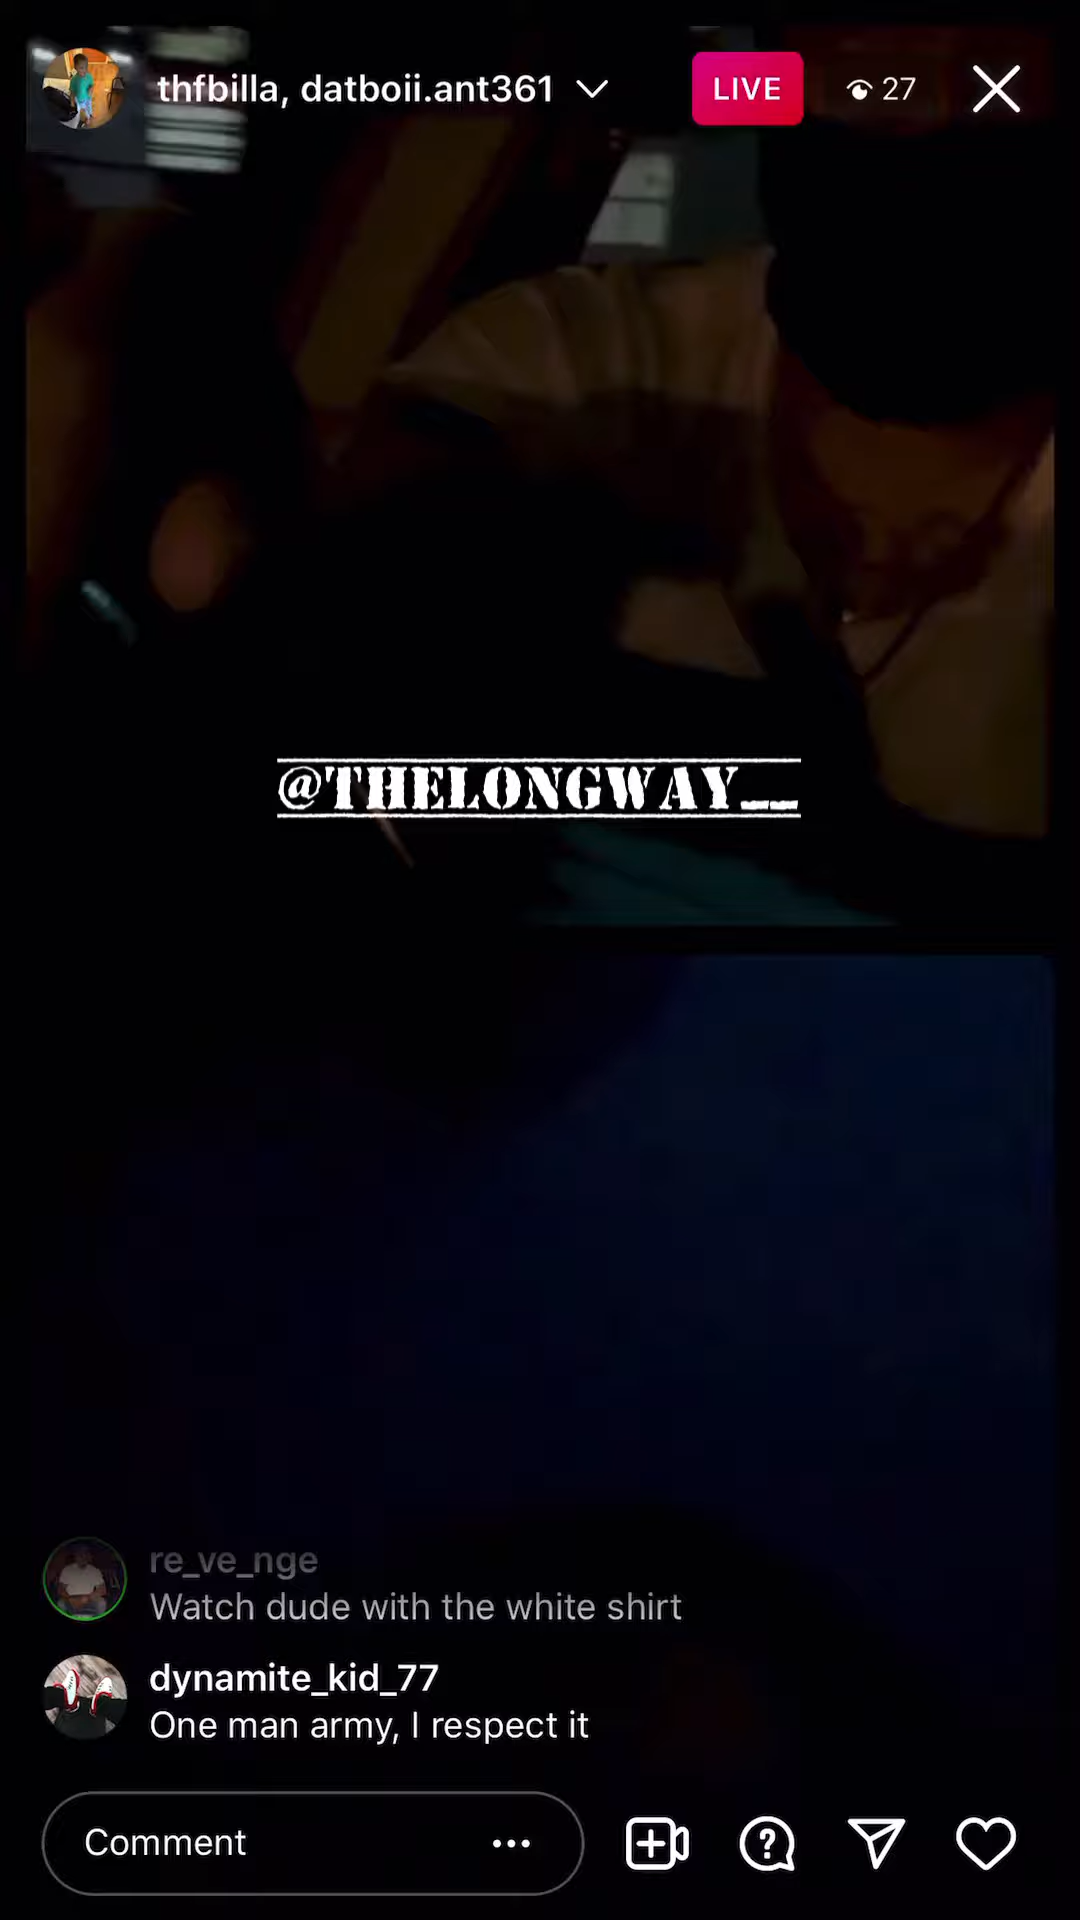 thfbilla, datboii.ant361
LIVE
27
@THELONGWAY__
re_ve_nge
Watch dude with the white shirt
dynamite_kid_77
One man army, I respect it
Comment